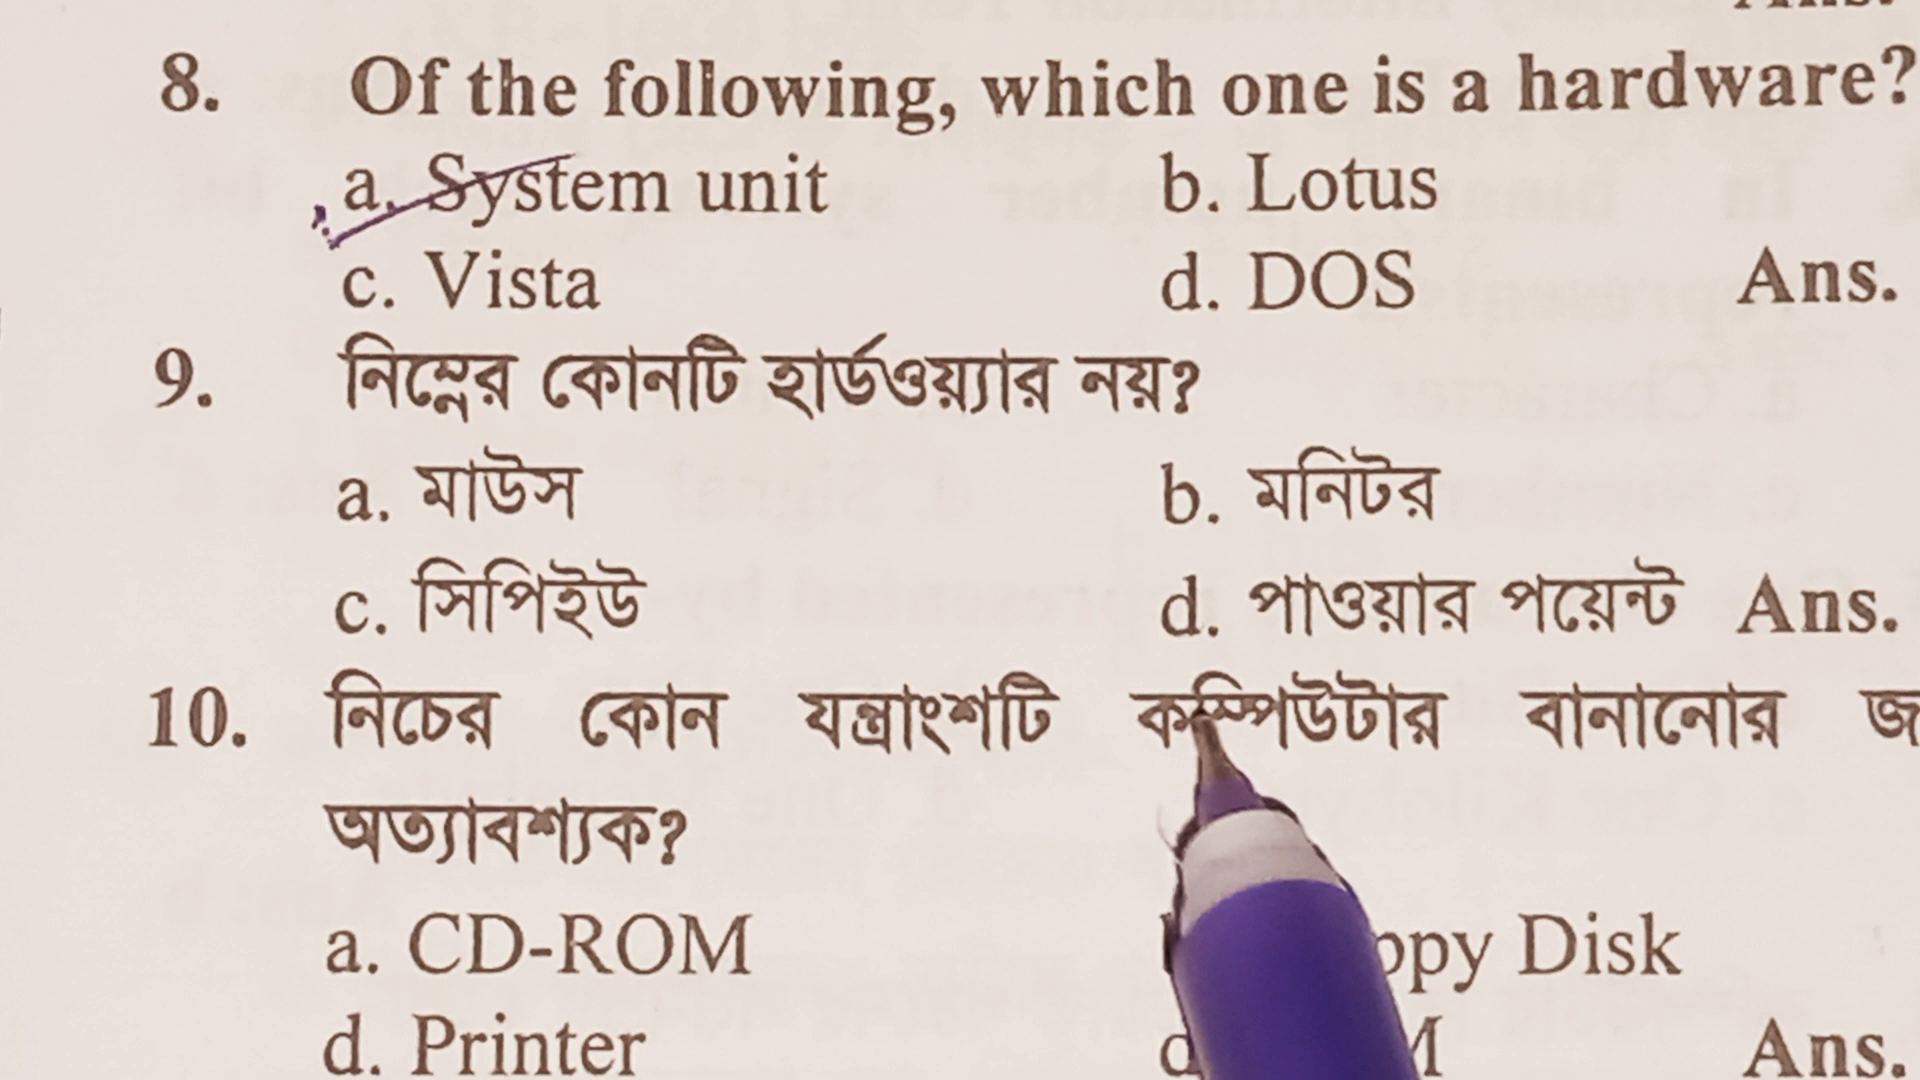 8. Of the following, which one is a hardware?
a. System unit b. Lotus
c. Vista d. DOS Ans.
9. নিম্নের কোনটি হার্ডওয়্যার নয়?
a. মাউস b. মনিটর
c. সিপিইউ d. পাওয়ার পয়েন্ট Ans.
10. নিচের কোন যন্ত্রাংশটি কম্পিউটার বানানোর
অত্যাবশ্যক?
a. CD-ROM Disk
d. Printer Ans.